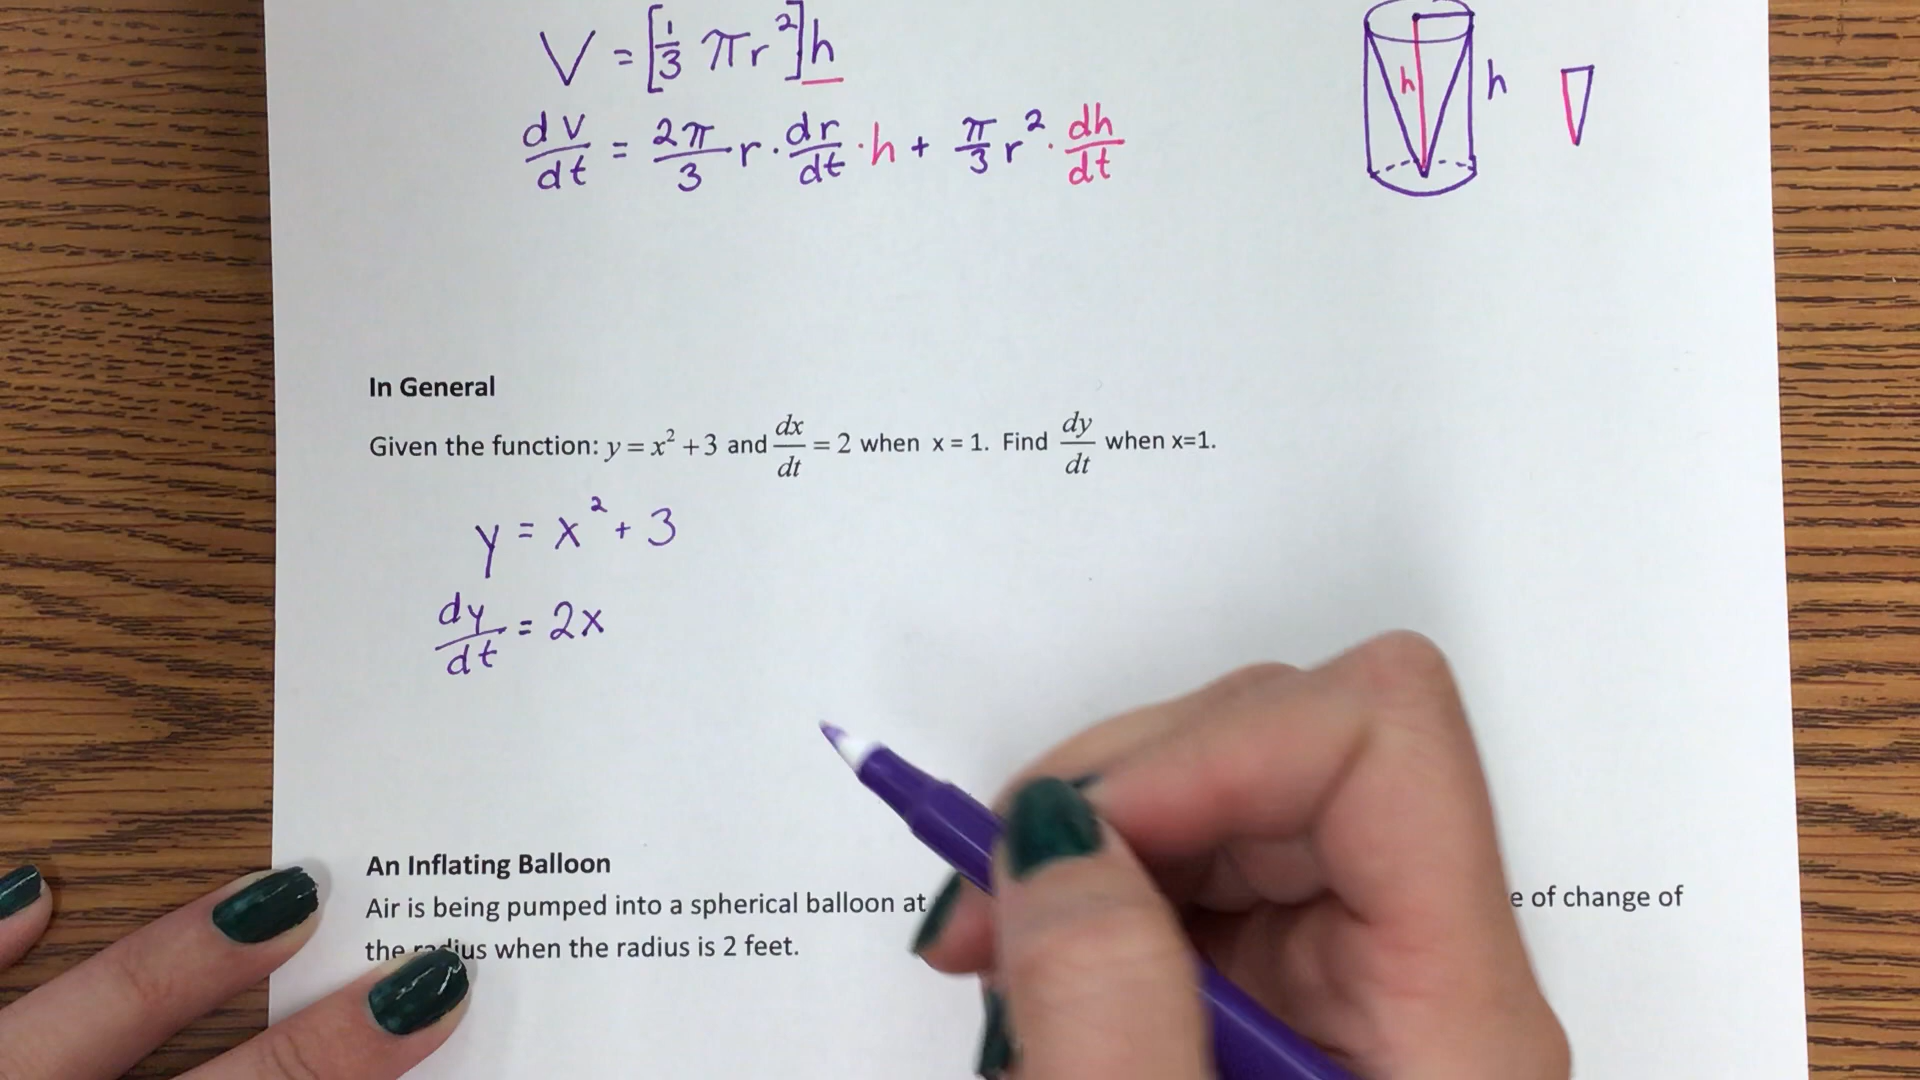 V = [1/3 πr²]h
dv/dt = 2π/3 r · dr/dt · h + π/3 r² · dh/dt
h
h
In General
Given the function: y = x² + 3 and dx/dt = 2 when x = 1. Find dy/dt when x=1.
y = x² + 3
dy/dt = 2x
An Inflating Balloon
Air is being pumped into a spherical balloon at of change of
the radius when the radius is 2 feet.